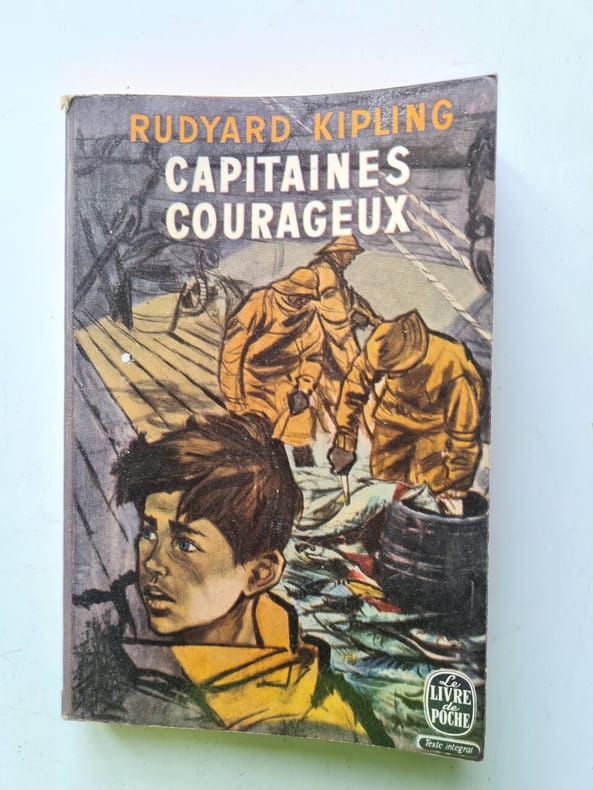 RUDYARD KIPLING
CAPITAINES
COURAGEUX
Le
LIVRE
de
POCHE
Texte intégral